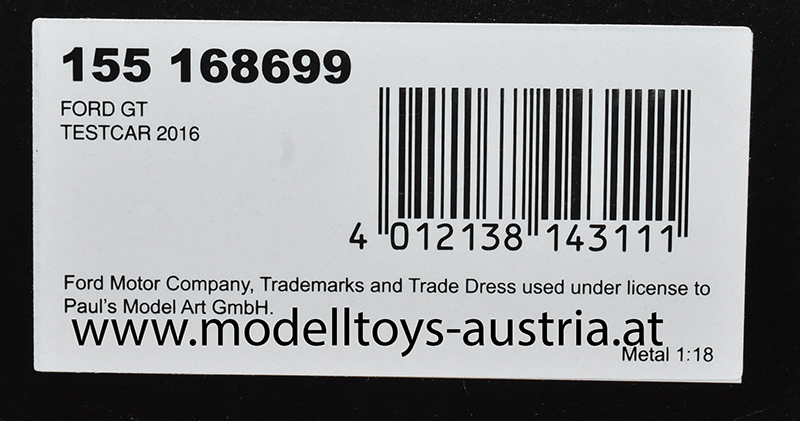 155 168699
FORD GT
TESTCAR 2016
4 012138 143111
Ford Motor Company, Trademarks and Trade Dress used under license to
Paul's Model Art GmbH.
www.modelltoys-austria.at
Metal 1:18